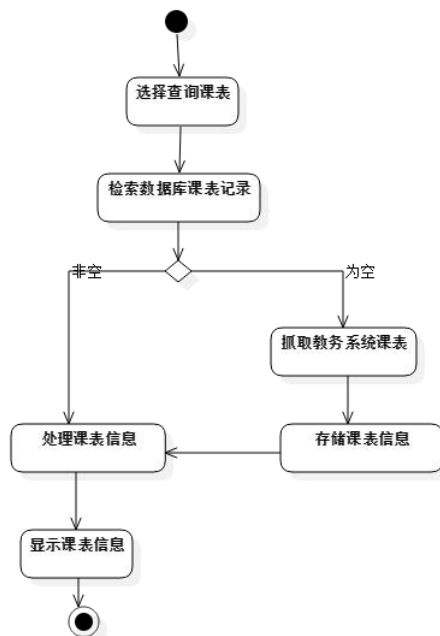 选择查询课表
检索数据库课表记录
非空
为空
抓取教务系统课表
处理课表信息
存储课表信息
显示课表信息